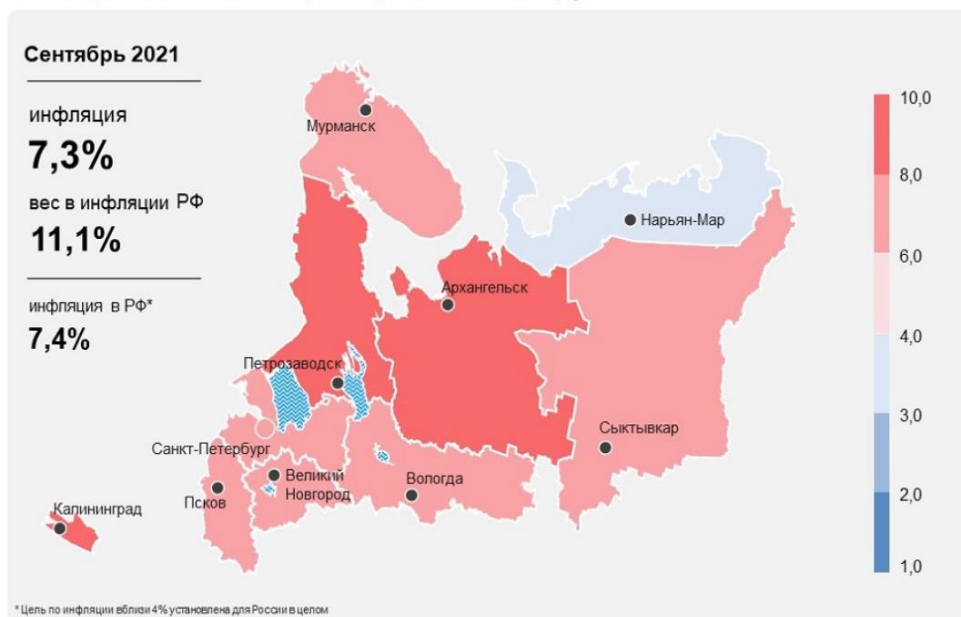 Сентябрь 2021
инфляция
7,3%
вес в инфляции РФ
11,1%
инфляция в РФ*
7,4%
Мурманск
Нарьян-Мар
Архангельск
Петрозаводск
Санкт-Петербург
Сыктывкар
Великий
Новгород
Вологда
Псков
Калининград
10,0
8,0
6,0
4,0
3,0
2,0
1,0
* Цель по инфляции вблизи 4% установлена для России в целом